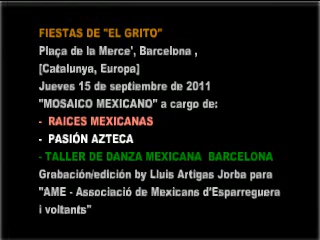 FIESTAS DE "EL GRITO"
Plaça de la Merce', Barcelona ,
[Catalunya, Europa]
Jueves 15 de septiembre de 2011
"MOSAICO MEXICANO" a cargo de:
- RAICES MEXICANAS
- PASIÓN AZTECA
- TALLER DE DANZA MEXICANA BARCELONA
Grabación/edición by Lluis Artigas Jorba para
"AME - Associació de Mexicans d'Esparreguera
i voltants"